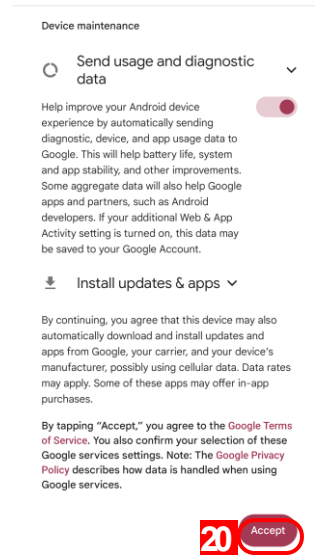 Device maintenance
Send usage and diagnostic
data
Help improve your Android device
experience by automatically sending
diagnostic, device, and app usage data to
Google. This will help battery life, system
and app stability, and other improvements.
Some aggregate data will also help Google
apps and partners, such as Android
developers. If your additional Web & App
Activity setting is turned on, this data may
be saved to your Google Account.
Install updates & apps
By continuing, you agree that this device may also
automatically download and install updates and
apps from Google, your carrier, and your device's
manufacturer, possibly using cellular data. Data rates
may apply. Some of these apps may offer in-app
purchases.
By tapping “Accept,” you agree to the Google Terms
of Service. You also confirm your selection of these
Google services settings. Note: The Google Privacy
Policy describes how data is handled when using
Google services.
20 Accept